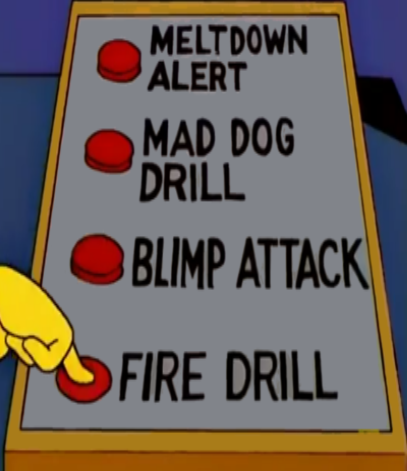 MELTDOWN
ALERT
MAD DOG
DRILL
BLIMP ATTACK
FIRE DRILL